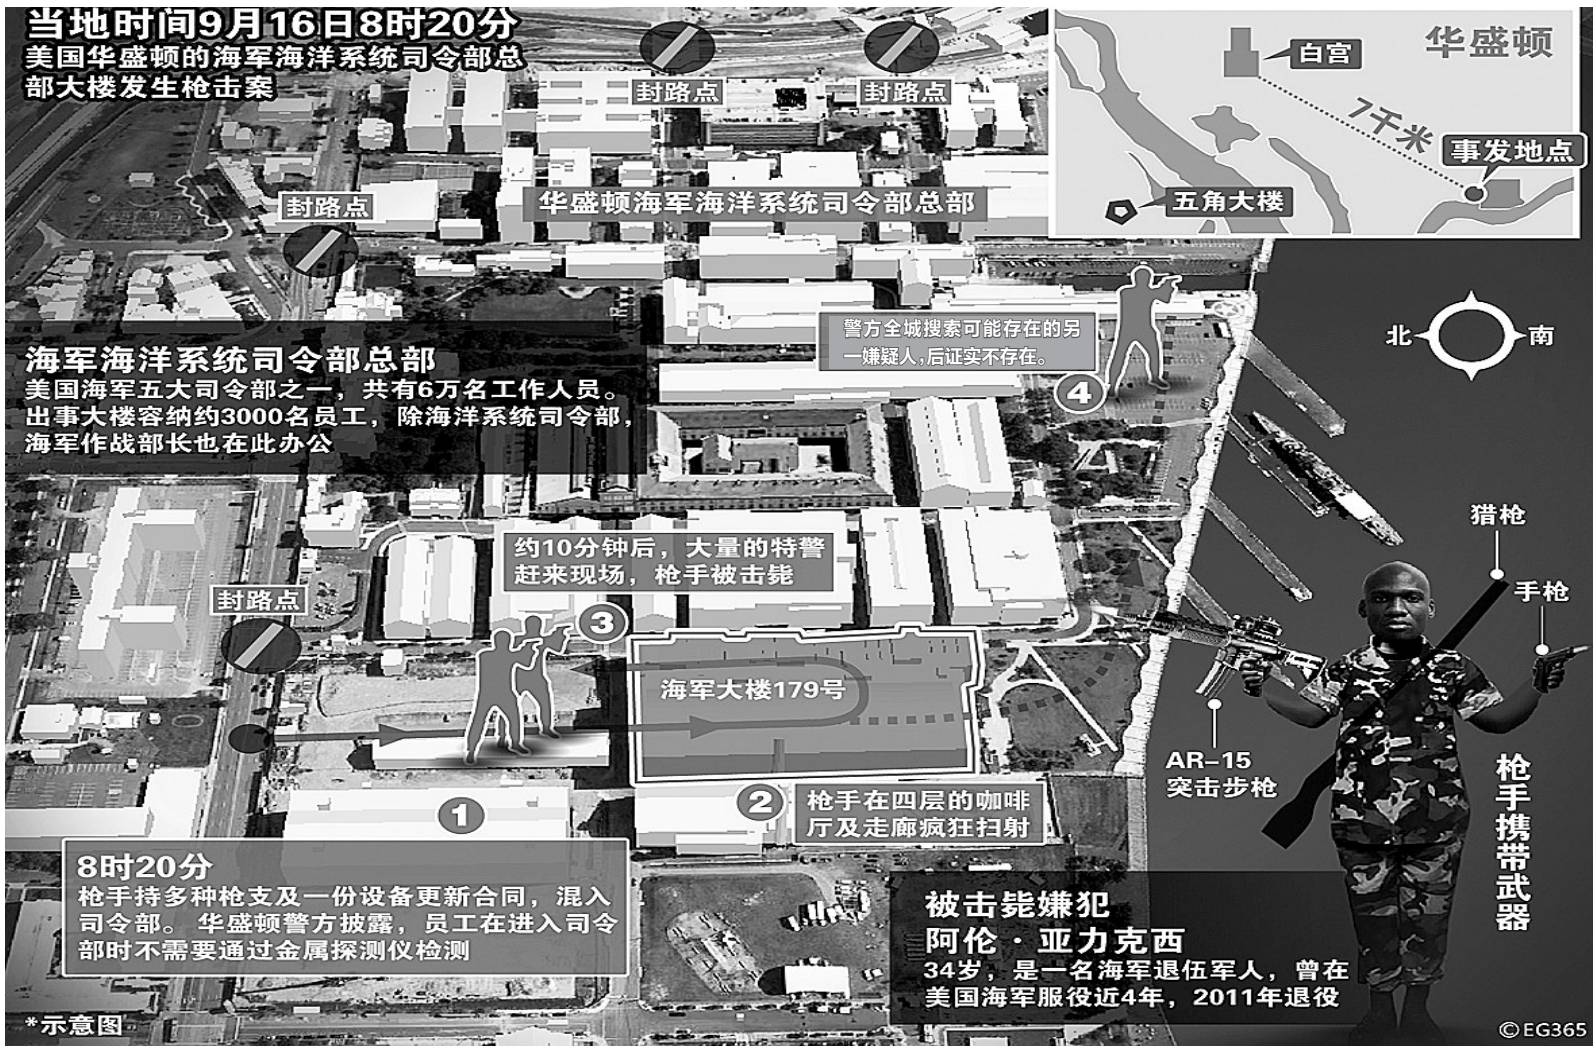 当地时间9月16日8时20分
美国华盛顿的海军海洋系统司令部总
部大楼发生枪击案
封路点
封路点
封路点
华盛顿海军海洋系统司令部总部
华盛顿
白宫
7千米
事发地点
五角大楼
北
南
海军海洋系统司令部总部
美国海军五大司令部之一，共有6万名工作人员。
出事大楼容纳约3000名员工，除海洋系统司令部，
海军作战部长也在此办公
警方全城搜索可能存在的另
一嫌疑人，后证实不存在。
4
约10分钟后，大量的特警
赶来现场，枪手被击毙
3
封路点
海军大楼179号
1
2
枪手在四层的咖啡
厅及走廊疯狂扫射
8时20分
枪手持多种枪支及一份设备更新合同，混入
司令部。华盛顿警方披露，员工在进入司令
部时不需要通过金属探测仪检测
猎枪
手枪
AR-15
突击步枪
枪手携带武器
被击毙嫌犯
阿伦·亚力克西
34岁，是一名海军退伍军人，曾在
美国海军服役近4年，2011年退役
*示意图
©EG365